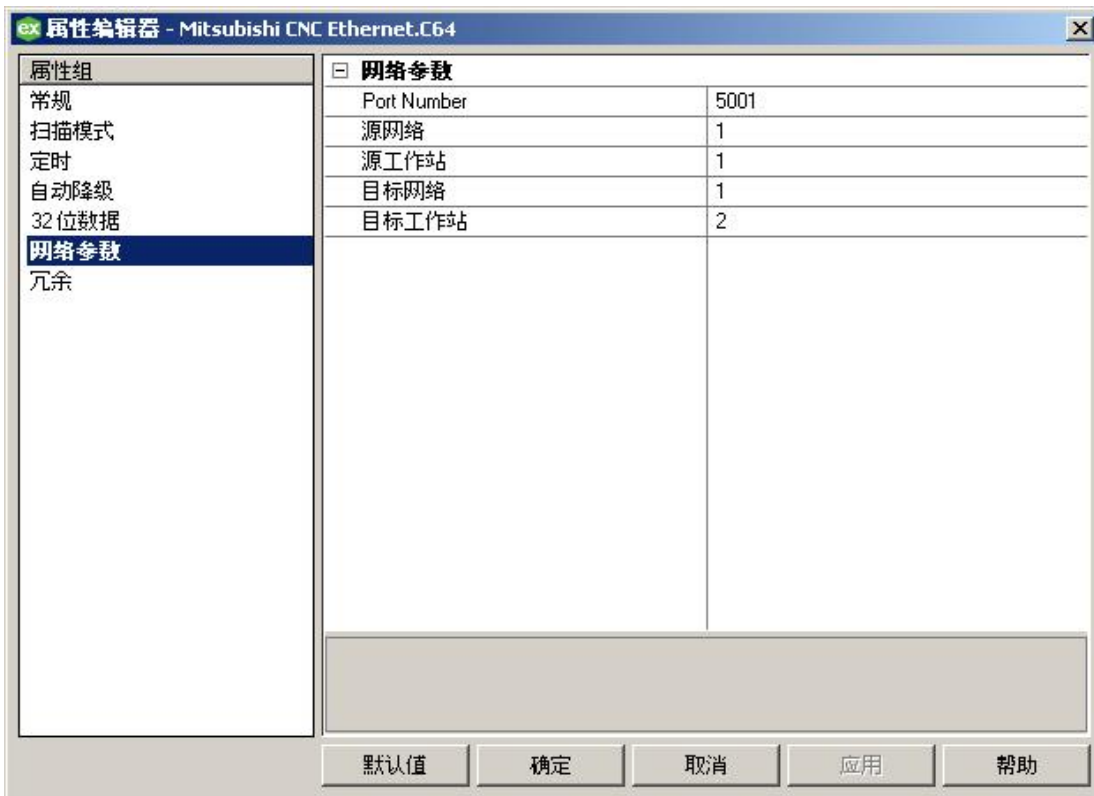 ex 属性编辑器 - Mitsubishi CNC Ethernet.C64
属性组
常规
扫描模式
定时
自动降级
32 位数据
网络参数
冗余
网络参数
Port Number 5001
源网络 1
源工作站 1
目标网络 1
目标工作站 2
默认值 确定 取消 应用 帮助